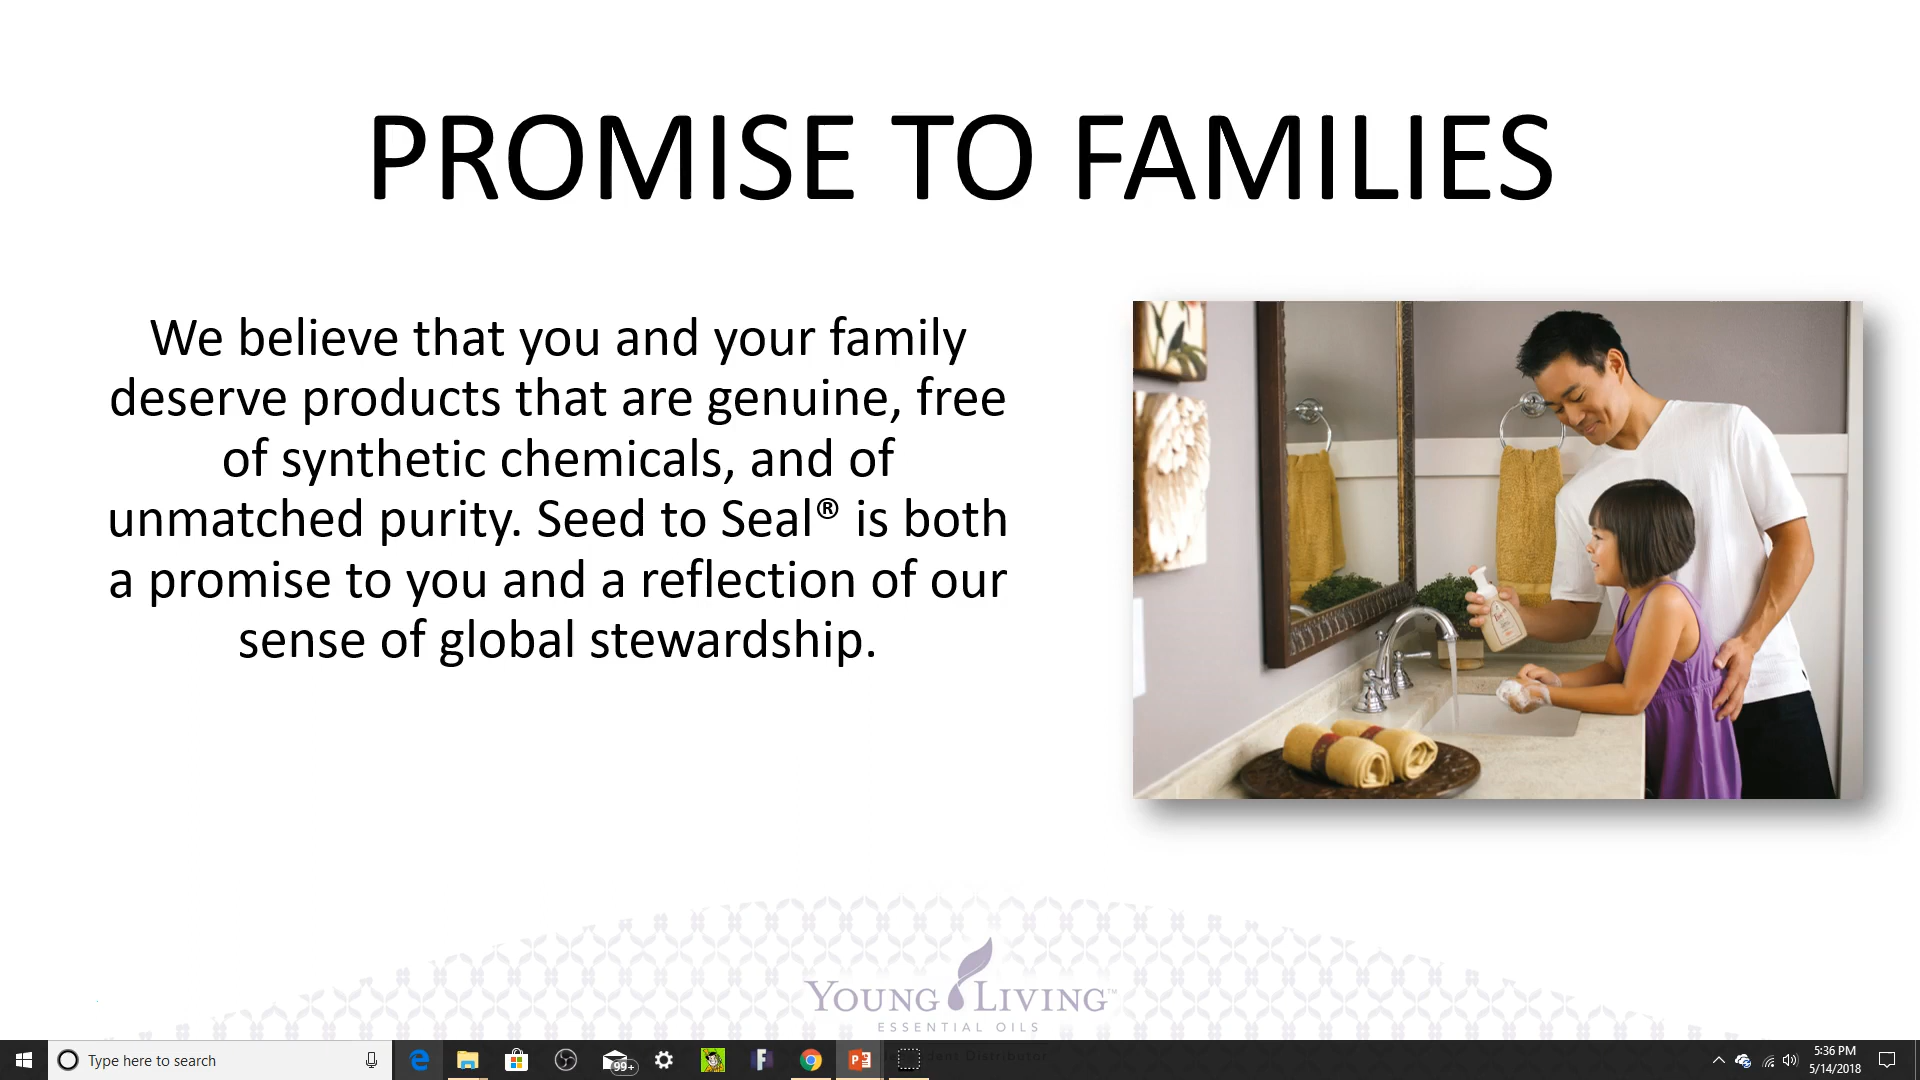 PROMISE TO FAMILIES
We believe that you and your family
deserve products that are genuine, free
of synthetic chemicals, and of
unmatched purity. Seed to Seal® is both
a promise to you and a reflection of our
sense of global stewardship.
YOUNG LIVING™
ESSENTIAL OILS
Type here to search
99+
5:36 PM
5/14/2018